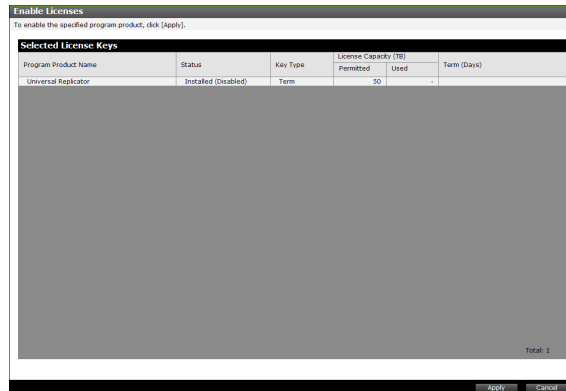 Enable Licenses
To enable the specified program product, click [Apply].
Selected License Keys
Program Product Name Status Key Type License Capacity (TB) Term (Days)
Permitted Used
Universal Replicator Installed (Disabled) Term 50 -
Total: 1
Apply Cancel